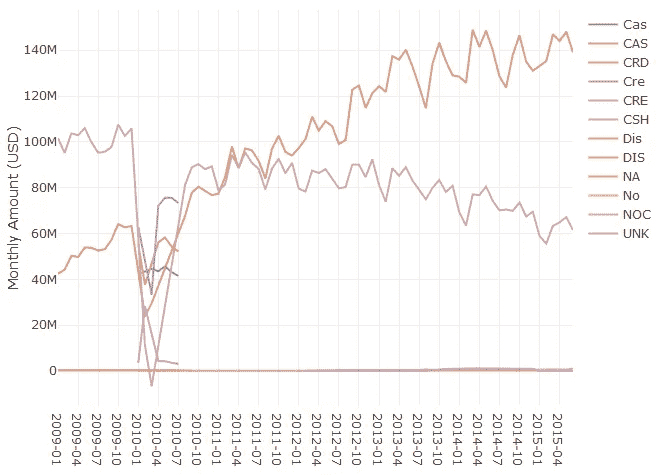 140M
120M
100M
80M
60M
40M
20M
0
Monthly Amount (USD)
2009-01
2009-04
2009-07
2009-10
2010-01
2010-04
2010-07
2010-10
2011-01
2011-04
2011-07
2011-10
2012-01
2012-04
2012-07
2012-10
2013-01
2013-04
2013-07
2013-10
2014-01
2014-04
2014-07
2014-10
2015-01
2015-04
Cas
CAS
CRD
Cre
CRE
CSH
Dis
DIS
NA
No
NOC
UNK